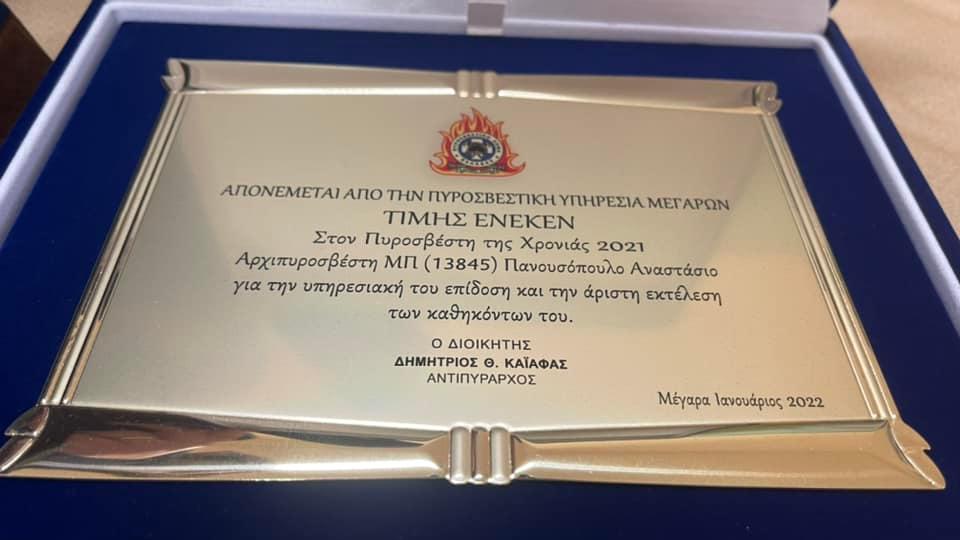 ΑΠΟΝΕΜΕΤΑΙ ΑΠΟ ΤΗΝ ΠΥΡΟΣΒΕΣΤΙΚΗ ΥΠΗΡΕΣΙΑ ΜΕΓΑΡΩΝ
ΤΙΜΗΣ ΕΝΕΚΕΝ
Στον Πυροσβέστη της Χρονιάς 2021
Αρχιπυροσβέστη ΜΠ (13845) Πανουσόπουλο Αναστάσιο
για την υπηρεσιακή του επίδοση και την άριστη εκτέλεση
των καθηκόντων του.
Ο ΔΙΟΙΚΗΤΗΣ
ΔΗΜΗΤΡΙΟΣ Θ. ΚΑΪΑΦΑΣ
ΑΝΤΙΠΥΡΑΡΧΟΣ
Μέγαρα Ιανουάριος 2022